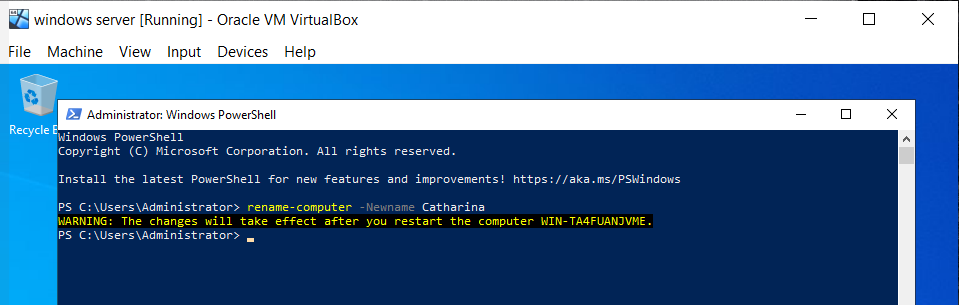 windows server [Running] - Oracle VM VirtualBox
File Machine View Input Devices Help
Recycle
Administrator: Windows PowerShell
Windows PowerShell
Copyright (C) Microsoft Corporation. All rights reserved.
Install the latest PowerShell for new features and improvements! https://aka.ms/PSWindows
PS C:\Users\Administrator> rename-computer -Newname Catharina
WARNING: The changes will take effect after you restart the computer WIN-TA4FUANJVME.
PS C:\Users\Administrator>